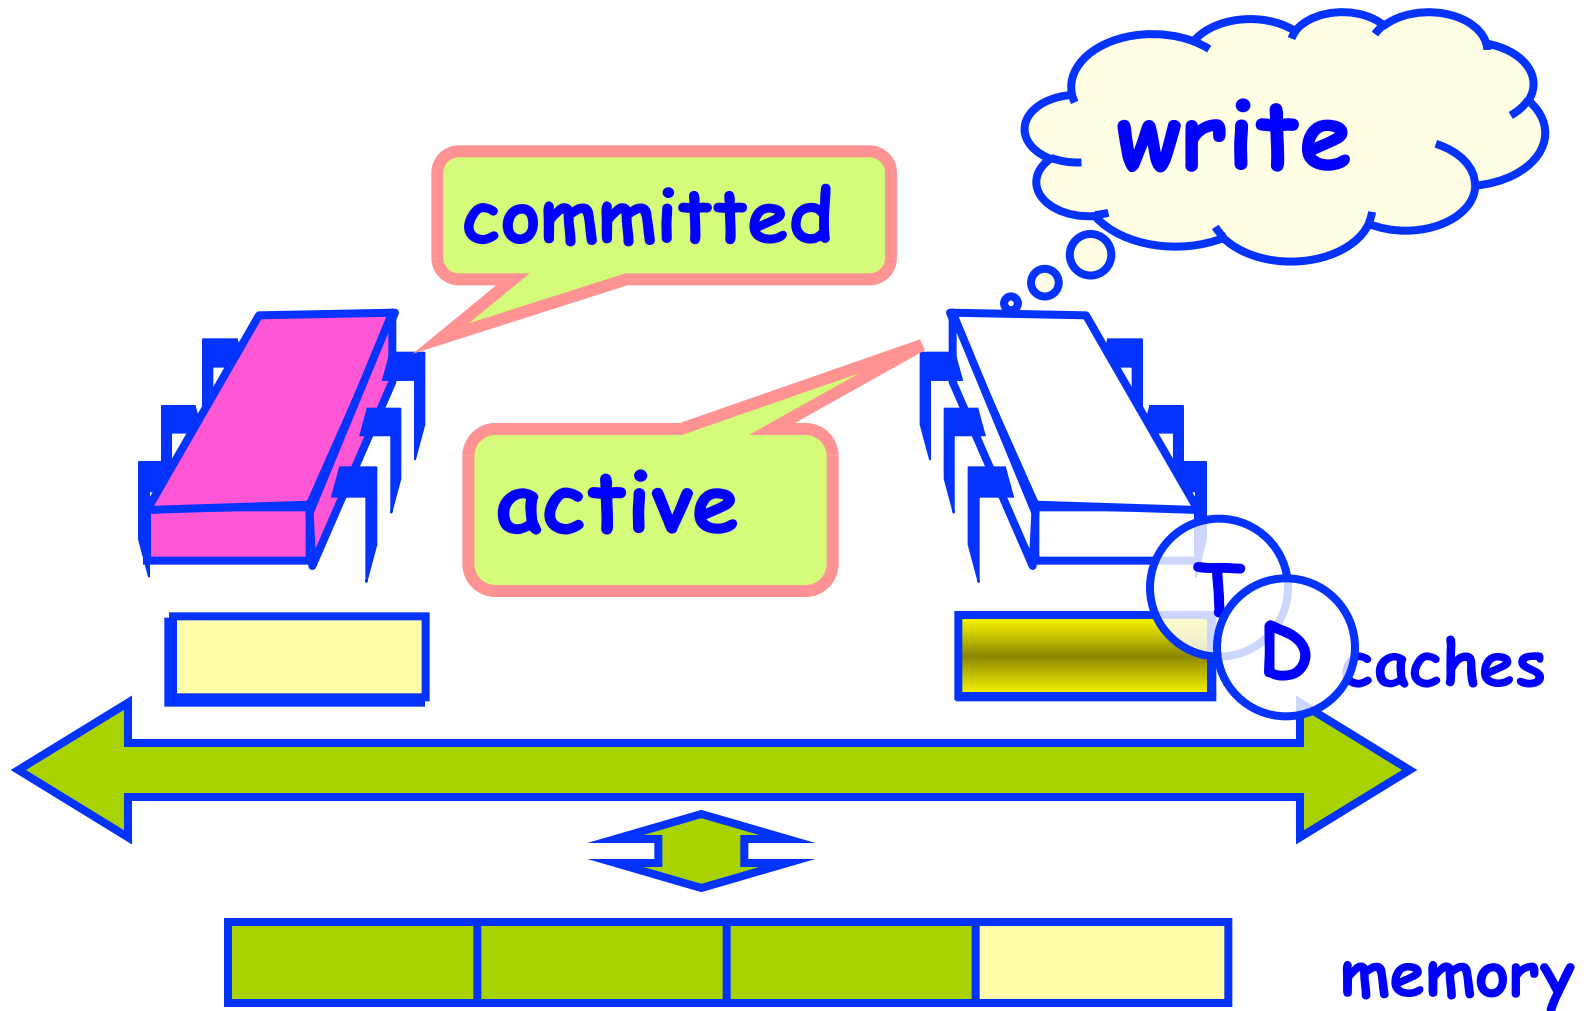 write
committed
active
T
D
caches
memory